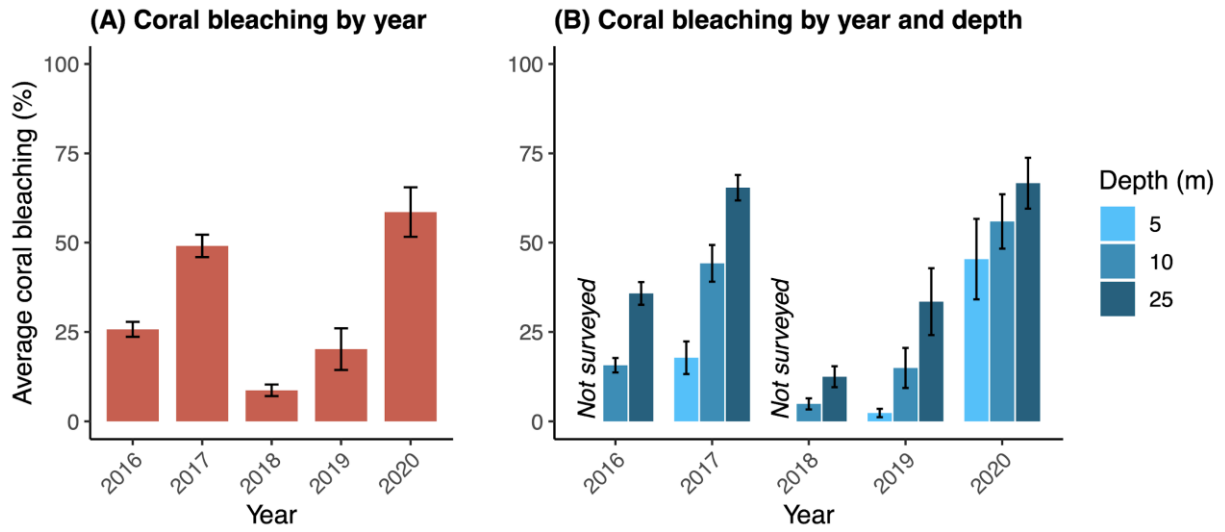 (A) Coral bleaching by year
Average coral bleaching (%)
100
75
50
25
0
2016
2017
2018
2019
2020
Year
(B) Coral bleaching by year and depth
100
75
50
25
0
Not surveyed
Not surveyed
2016
2017
2018
2019
2020
Year
Depth (m)
5
10
25